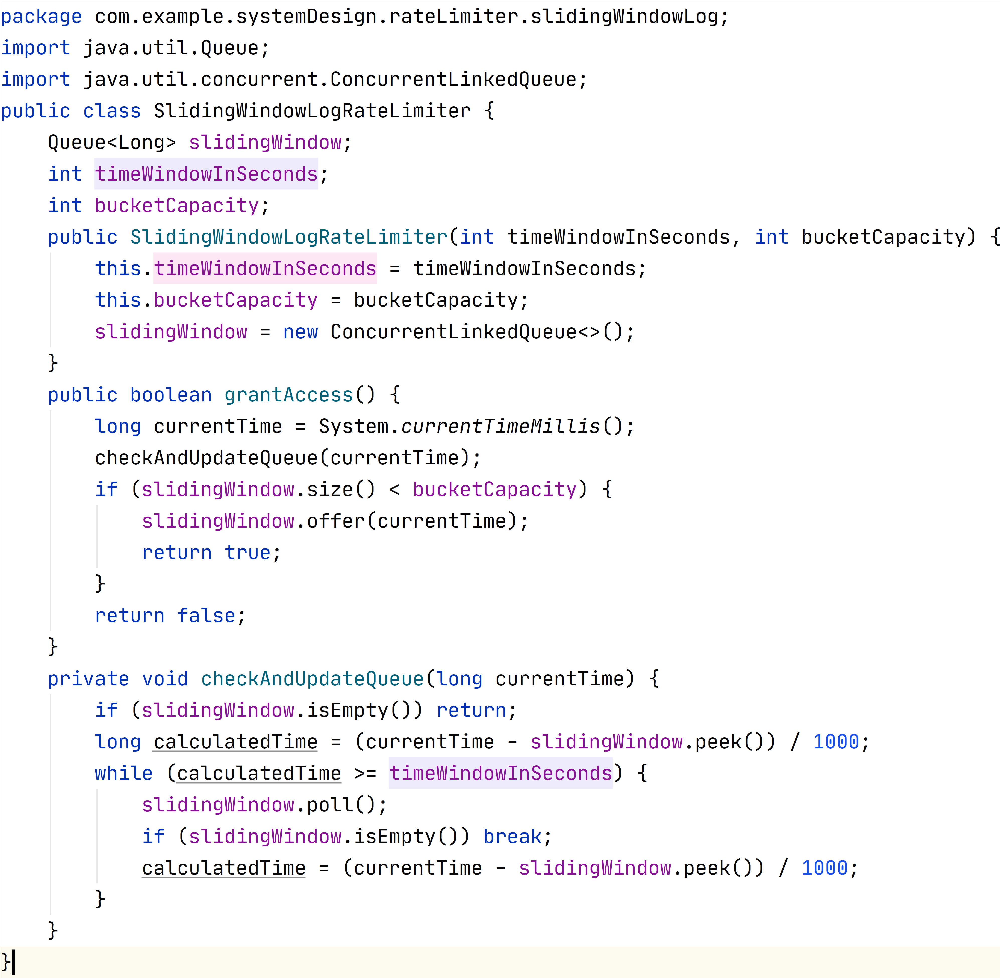 package com.example.systemDesign.rateLimiter.slidingWindowLog;
import java.util.Queue;
import java.util.concurrent.ConcurrentLinkedQueue;
public class SlidingWindowLogRateLimiter {
    Queue<Long> slidingWindow;
    int timeWindowInSeconds;
    int bucketCapacity;
    public SlidingWindowLogRateLimiter(int timeWindowInSeconds, int bucketCapacity) {
        this.timeWindowInSeconds = timeWindowInSeconds;
        this.bucketCapacity = bucketCapacity;
        slidingWindow = new ConcurrentLinkedQueue<>();
    }
    public boolean grantAccess() {
        long currentTime = System.currentTimeMillis();
        checkAndUpdateQueue(currentTime);
        if (slidingWindow.size() < bucketCapacity) {
            slidingWindow.offer(currentTime);
            return true;
        }
        return false;
    }
    private void checkAndUpdateQueue(long currentTime) {
        if (slidingWindow.isEmpty()) return;
        long calculatedTime = (currentTime - slidingWindow.peek()) / 1000;
        while (calculatedTime >= timeWindowInSeconds) {
            slidingWindow.poll();
            if (slidingWindow.isEmpty()) break;
            calculatedTime = (currentTime - slidingWindow.peek()) / 1000;
        }
    }
}